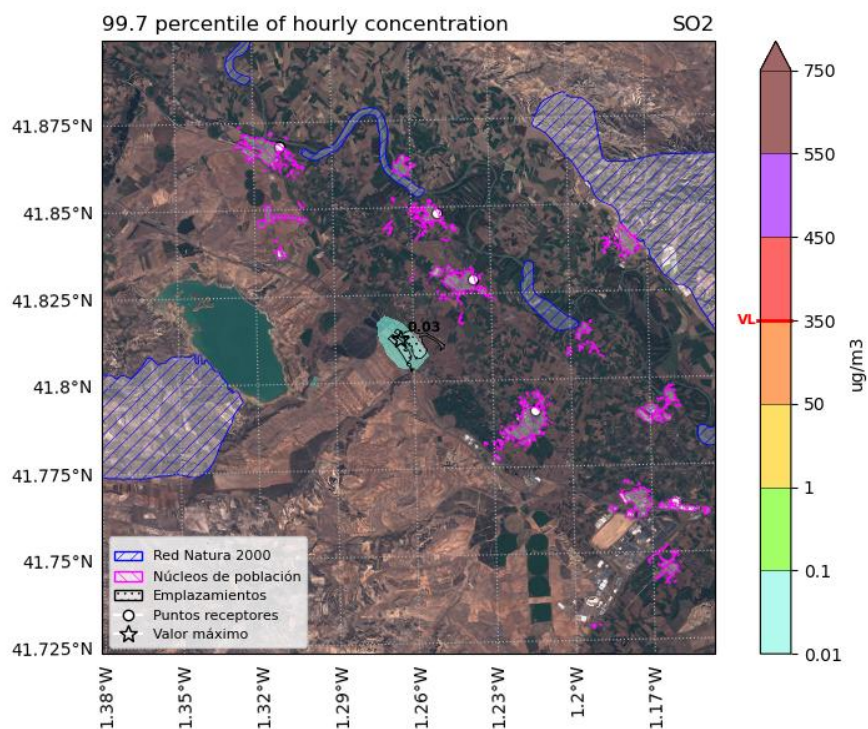 99.7 percentile of hourly concentration SO2
41.875°N
41.85°N
41.825°N
41.8°N
41.775°N
41.75°N
41.725°N
0.03
Red Natura 2000
Núcleos de población
Emplazamientos
Puntos receptores
Valor máximo
1.38°W
1.35°W
1.32°W
1.29°W
1.26°W
1.23°W
1.2°W
1.17°W
750
550
450
VL
350
50
1
0.1
0.01
ug/m3